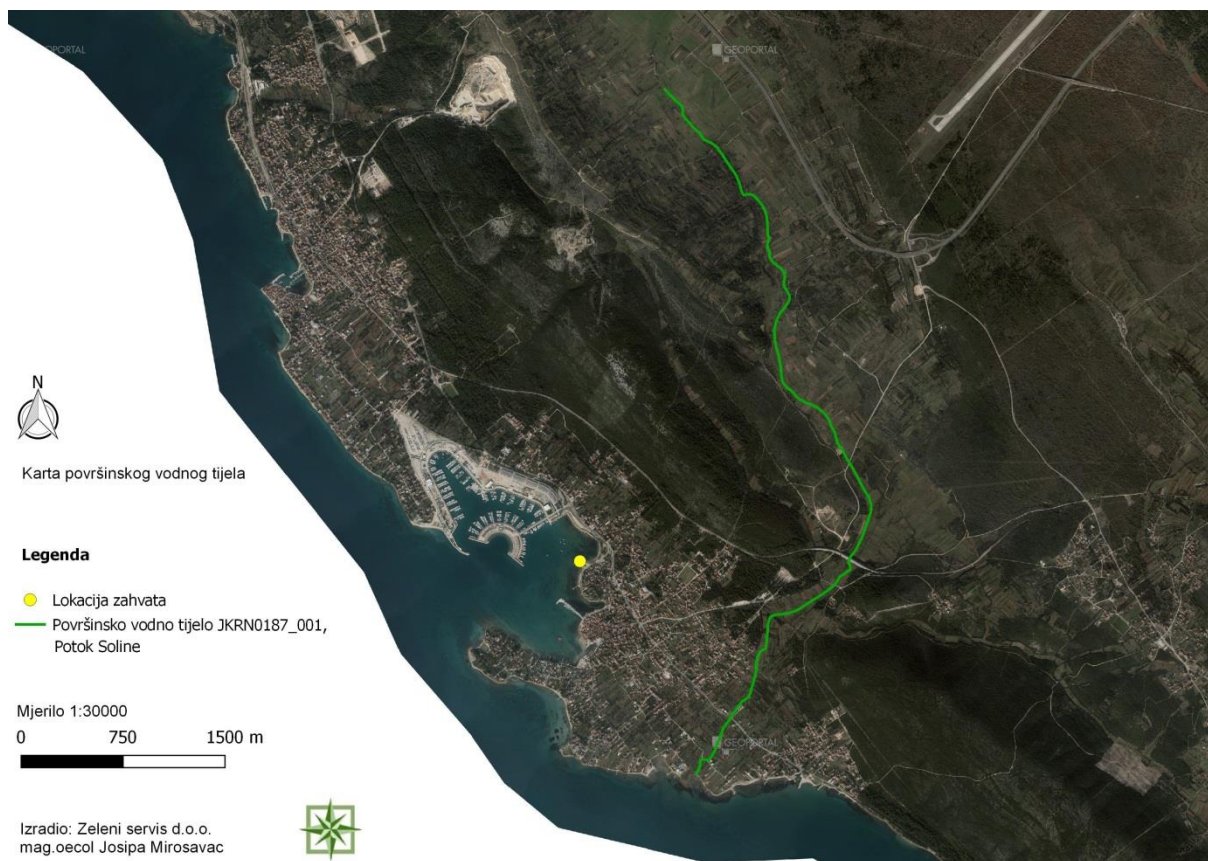 GEOPORTAL
GEOPORTAL
N
Karta površinskog vodnog tijela
Legenda
Lokacija zahvata
Površinsko vodno tijelo JKRN0187_001,
Potok Soline
Mjerilo 1:30000
0 750 1500 m
GEOPORTAL
Izradio: Zeleni servis d.o.o.
mag.oecol Josipa Mirosavac